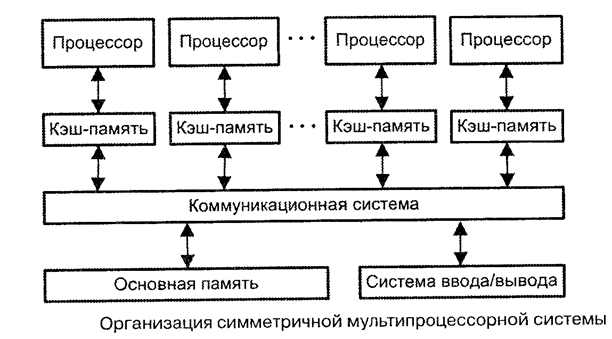 Процессор Процессор ... Процессор Процессор
Кэш-память Кэш-память ... Кэш-память Кэш-память
Коммуникационная система
Основная память Система ввода/вывода
Организация симметричной мультипроцессорной системы